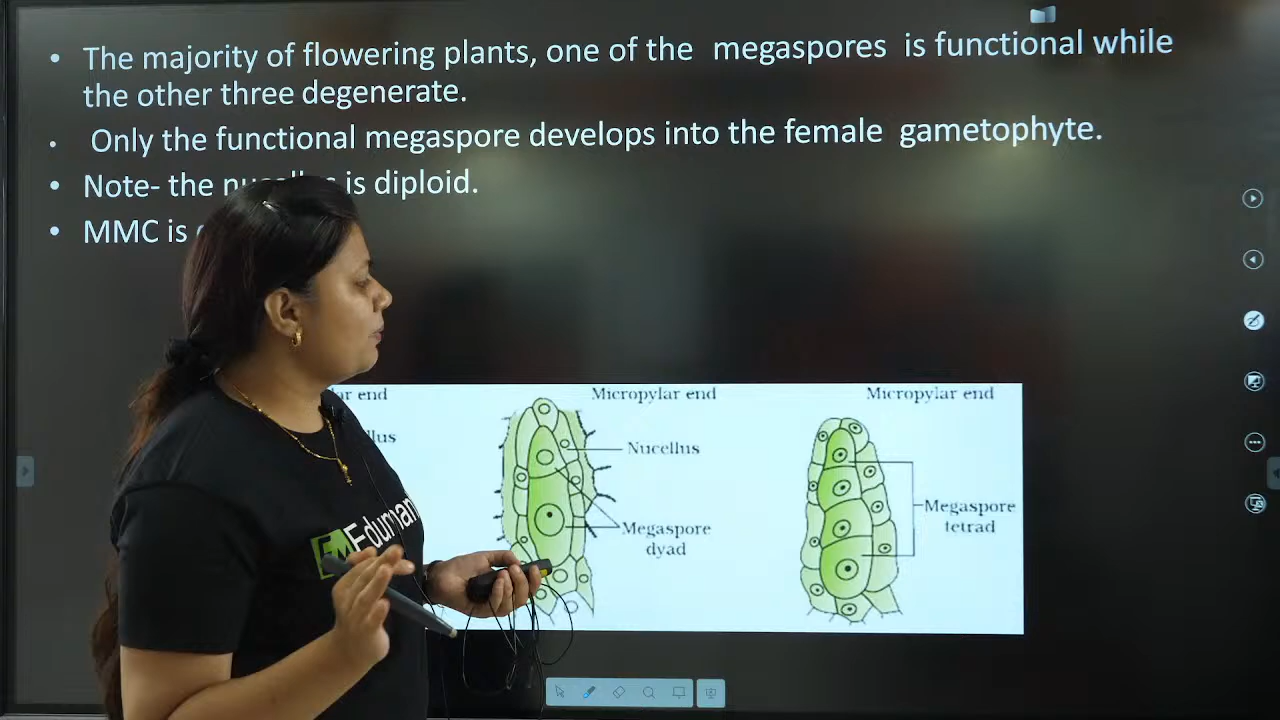 • The majority of flowering plants, one of the megaspores is functional while
the other three degenerate.
• Only the functional megaspore develops into the female gametophyte.
• Note- the is diploid.
• MMC is
Micropylar end
Micropylar end
Nucellus
Megaspore
dyad
Megaspore
tetrad
EM Eduman